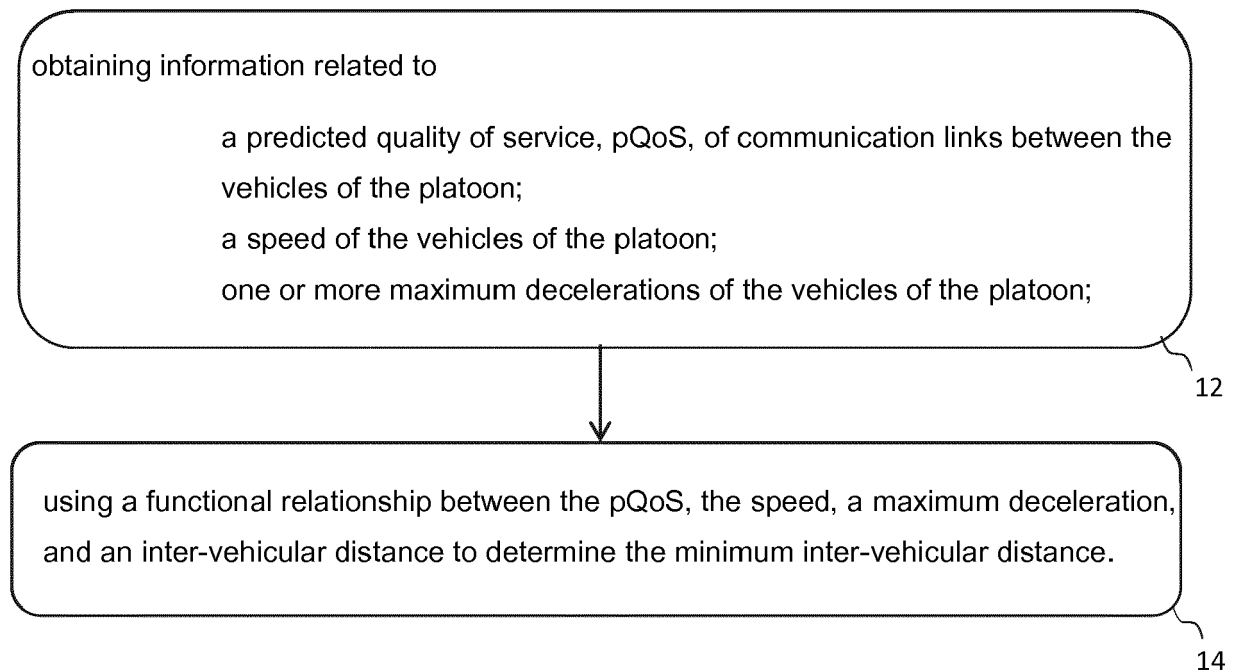 obtaining information related to
a predicted quality of service, pQoS, of communication links between the
vehicles of the platoon;
a speed of the vehicles of the platoon;
one or more maximum decelerations of the vehicles of the platoon;
12
using a functional relationship between the pQoS, the speed, a maximum deceleration,
and an inter-vehicular distance to determine the minimum inter-vehicular distance.
14